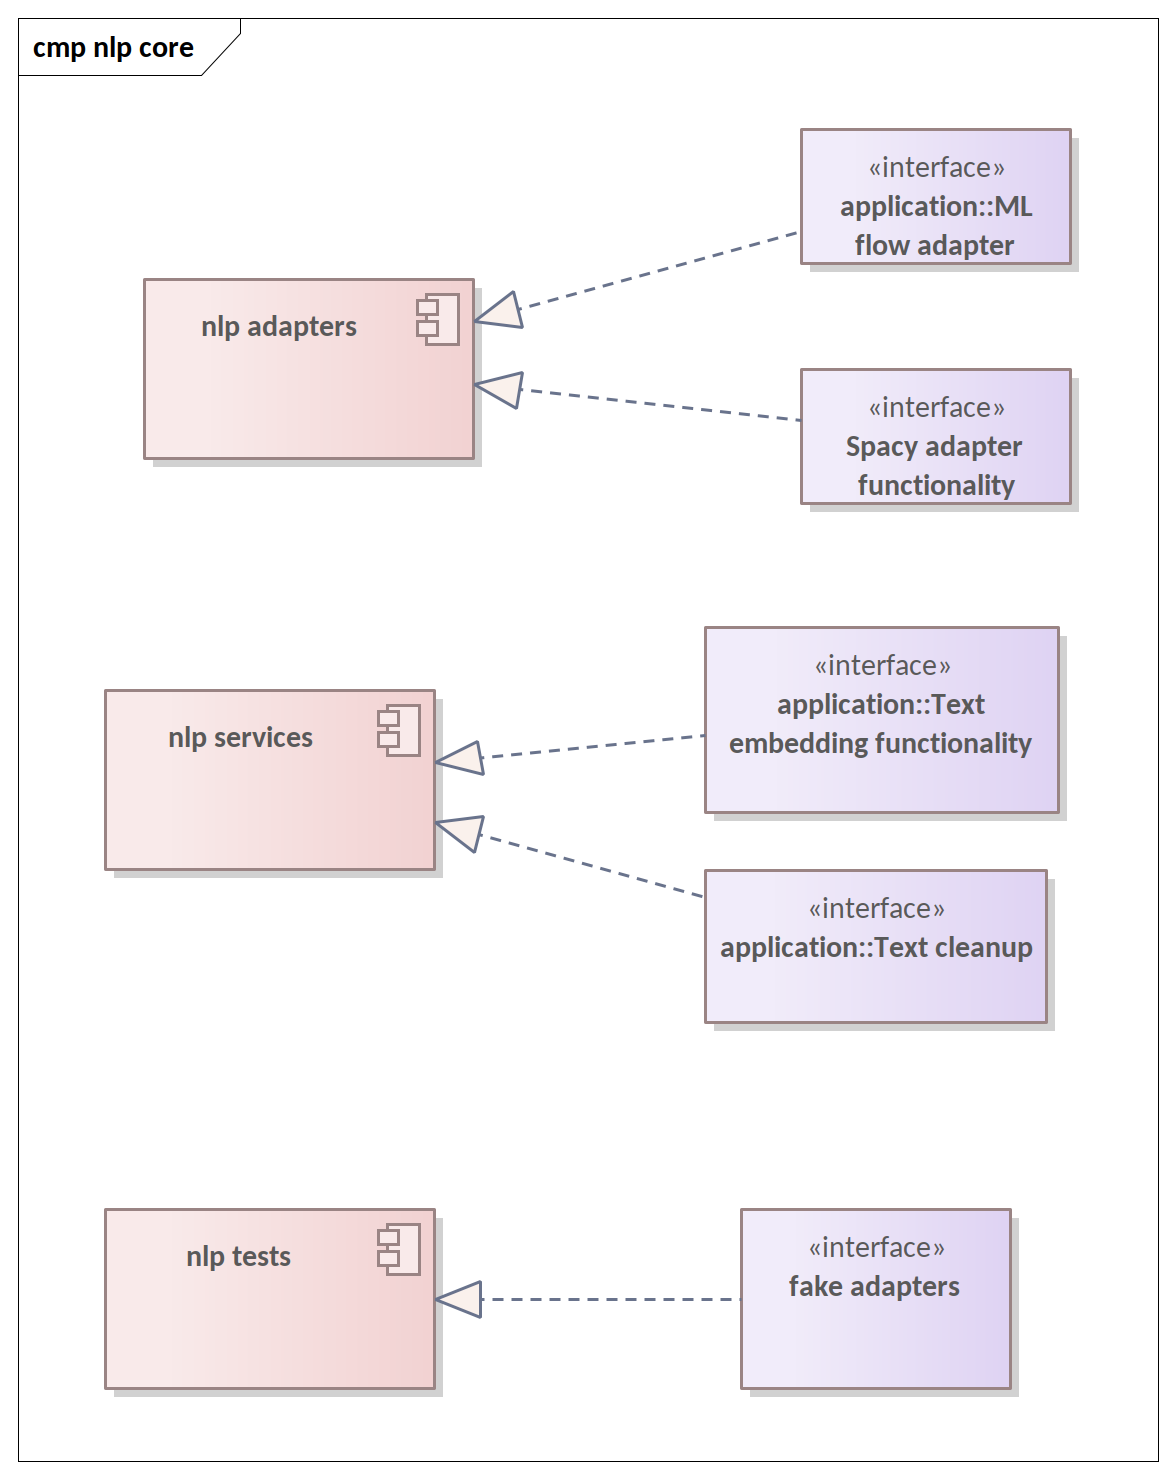 cmp nlp core
«interface»
application::ML
flow adapter
nlp adapters
«interface»
Spacy adapter
functionality
«interface»
application::Text
embedding functionality
nlp services
«interface»
application::Text cleanup
nlp tests
«interface»
fake adapters